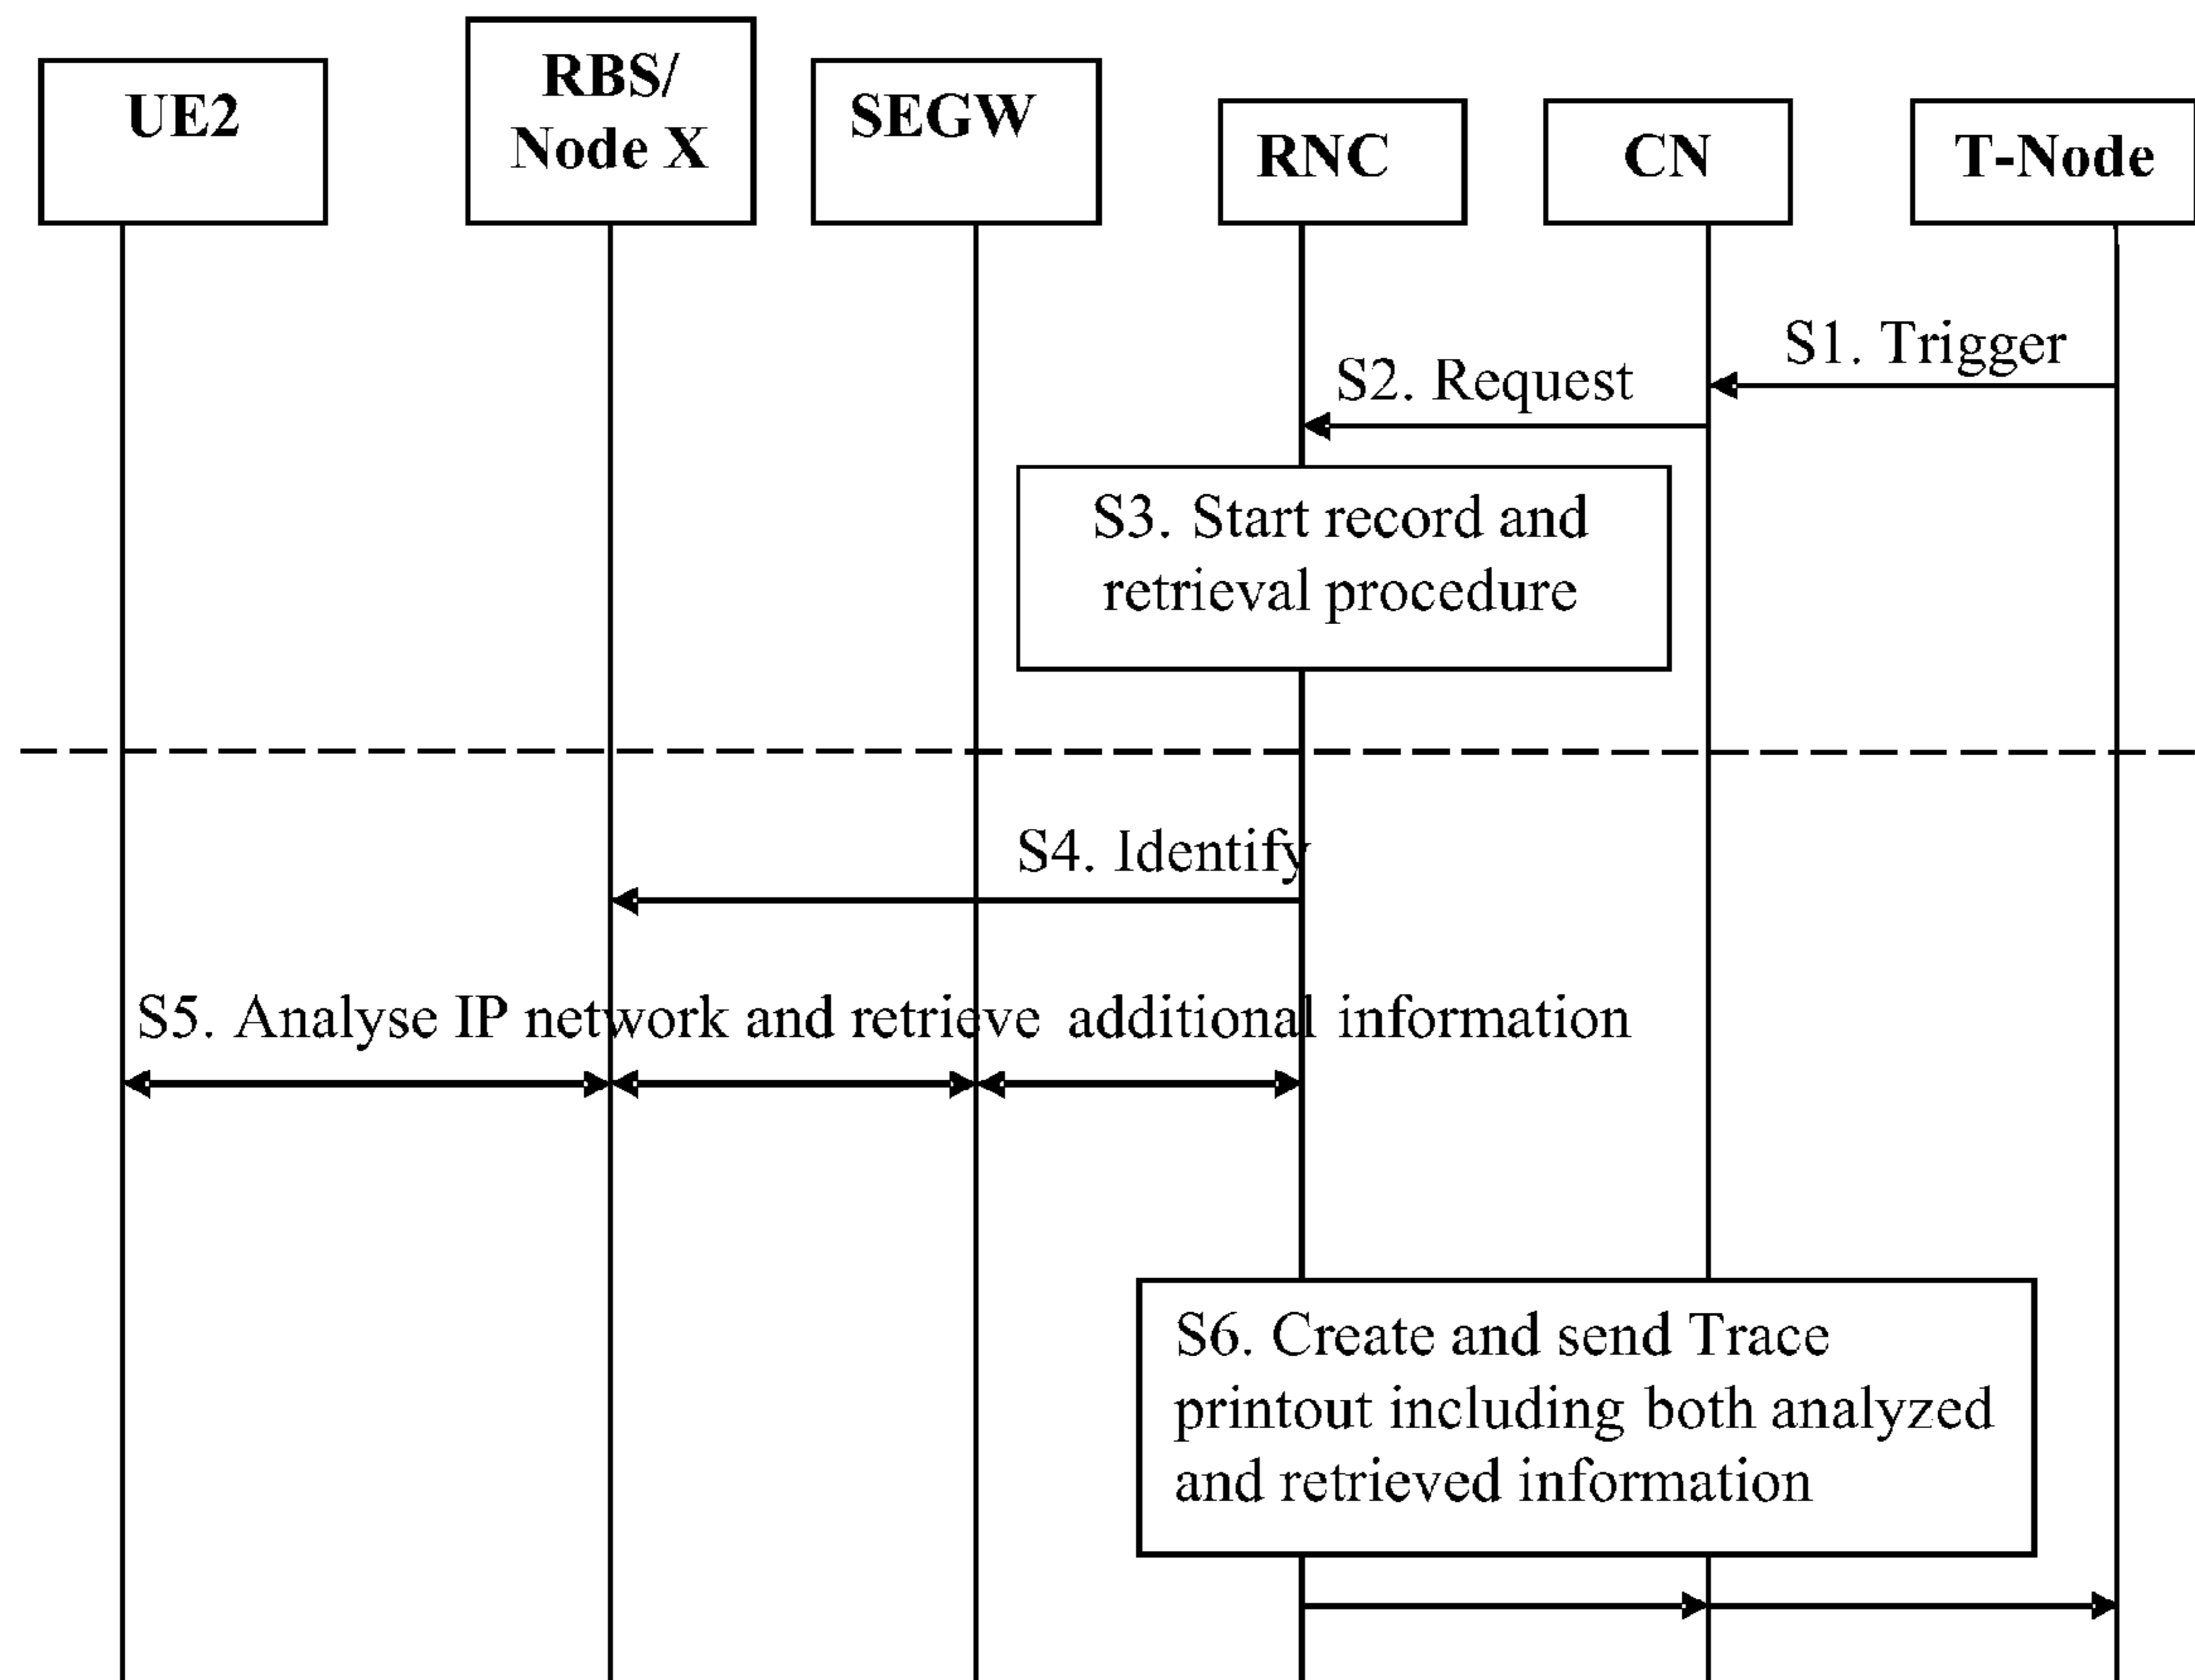 UE2
RBS/
Node X
SEGW
RNC
CN
T-Node
S1. Trigger
S2. Request
S3. Start record and
retrieval procedure
S4. Identify
S5. Analyse IP network and retrieve additional information
S6. Create and send Trace
printout including both analyzed
and retrieved information